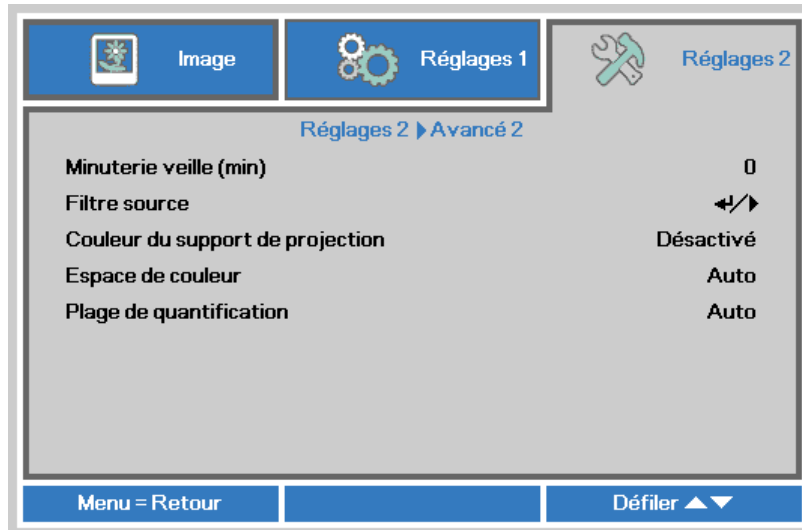 Image
Réglages 1
Réglages 2
Réglages 2 ▶ Avancé 2
Minuterie veille (min) 0
Filtre source ↵/▶
Couleur du support de projection Désactivé
Espace de couleur Auto
Plage de quantification Auto
Menu = Retour
Défiler ▲▼